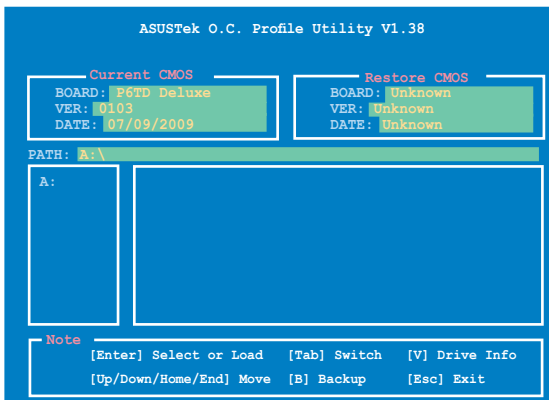 ASUSTek O.C. Profile Utility V1.38
Current CMOS
BOARD: P6TD Deluxe
VER: 0103
DATE: 07/09/2009
Restore CMOS
BOARD: Unknown
VER: Unknown
DATE: Unknown
PATH: A:\
A:
Note
[Enter] Select or Load [Tab] Switch [V] Drive Info
[Up/Down/Home/End] Move [B] Backup [Esc] Exit